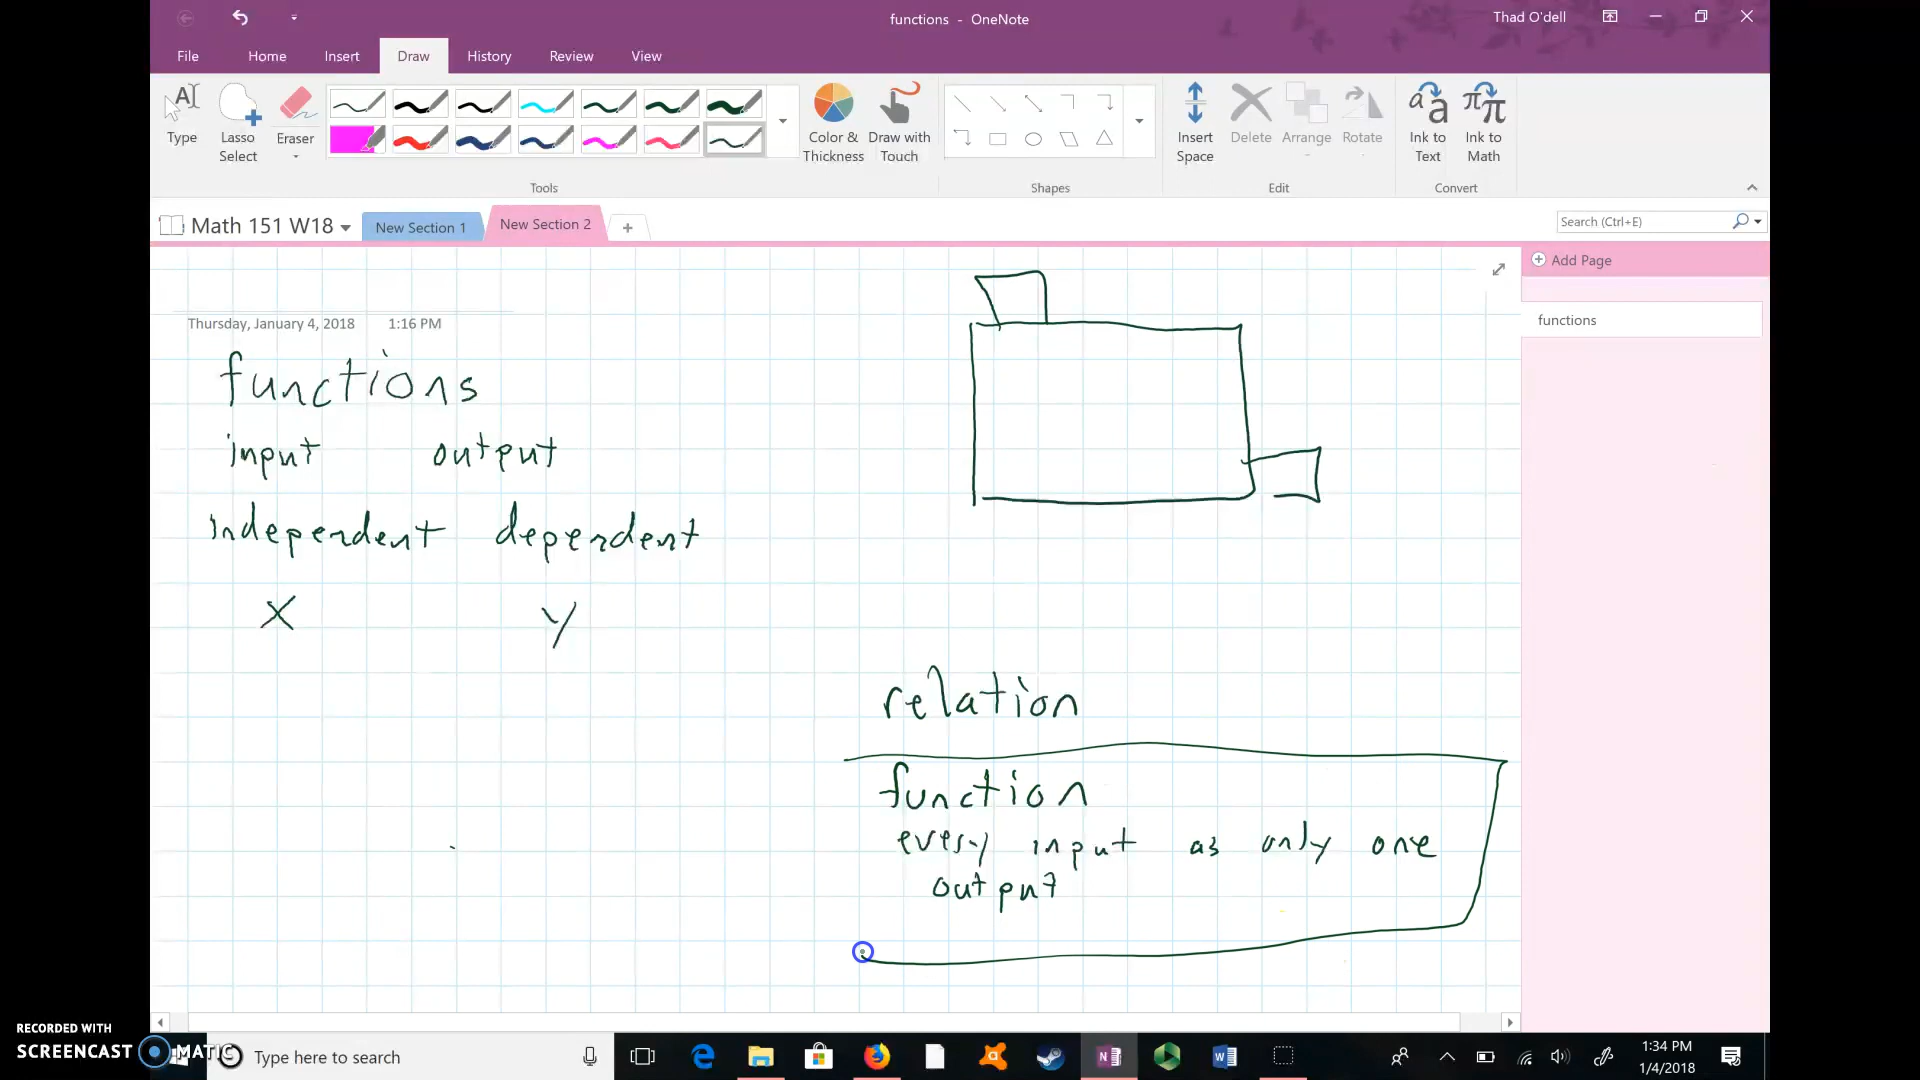 functions - OneNote
Thad O'dell
File Home Insert Draw History Review View
Type
Lasso Select
Eraser
Color & Thickness
Draw with Touch
Insert Space
Delete
Arrange
Rotate
Ink to Text
Ink to Math
Tools
Shapes
Edit
Convert
Math 151 W18
New Section 1
New Section 2
Search (Ctrl+E)
Add Page
functions
Thursday, January 4, 2018 1:16 PM
functions
input output
independent dependent
x y
relation
function
every input as only one
output
RECORDED WITH
SCREENCAST MATIC
Type here to search
1:34 PM
1/4/2018